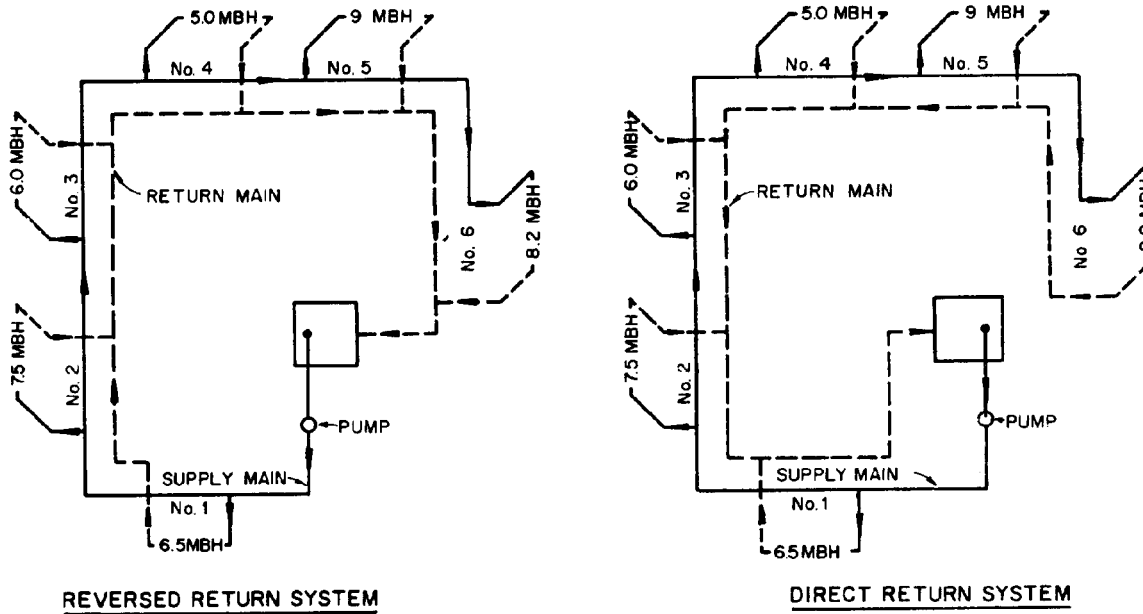 5.0 MBH
9 MBH
No. 4
No. 5
6.0 MBH
No. 3
RETURN MAIN
No. 6
8.2 MBH
7.5 MBH
No. 2
PUMP
SUPPLY MAIN
No. 1
6.5MBH
REVERSED RETURN SYSTEM
5.0 MBH
9 MBH
No. 4
No. 5
6.0 MBH
No. 3
RETURN MAIN
No 6
7.5 MBH
No. 2
PUMP
SUPPLY MAIN
No. 1
6.5MBH
DIRECT RETURN SYSTEM